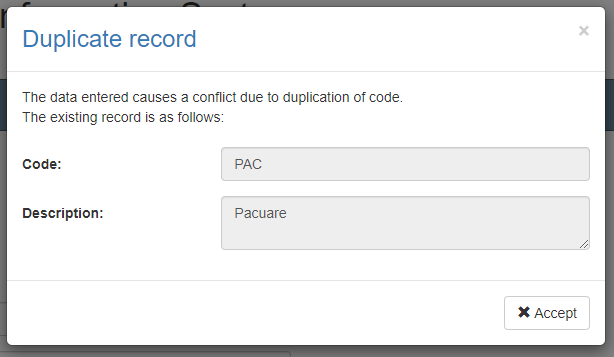 Duplicate record
×
The data entered causes a conflict due to duplication of code.
The existing record is as follows:
Code:
PAC
Description:
Pacuare
✖ Accept